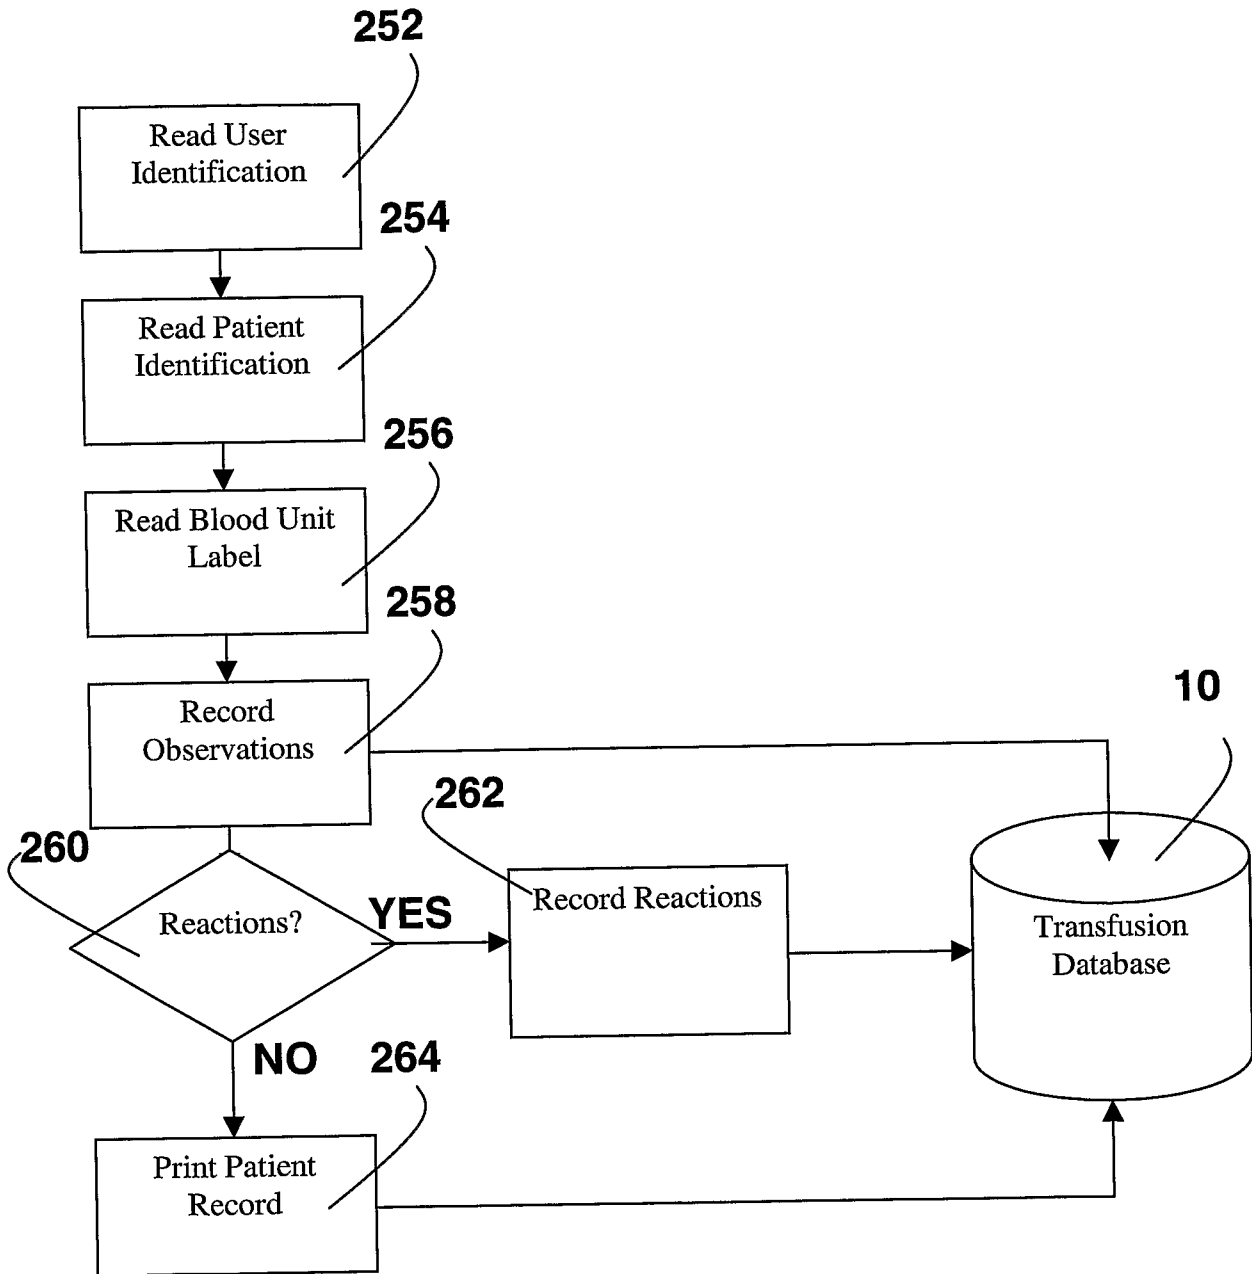 252
Read User
Identification
254
Read Patient
Identification
256
Read Blood Unit
Label
258
Record
Observations
10
260
Reactions?
YES
262
Record Reactions
Transfusion
Database
NO
264
Print Patient
Record